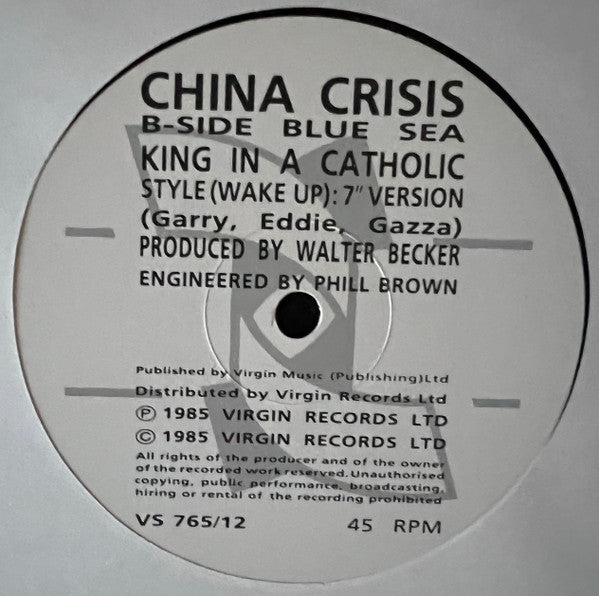 CHINA CRISIS
B-SIDE BLUE SEA
KING IN A CATHOLIC
STYLE (WAKE UP): 7" VERSION
(Garry, Eddie, Gazza)
PRODUCED BY WALTER BECKER
ENGINEERED BY PHILL BROWN
Published by Virgin Music (Publishing)Ltd
Distributed by Virgin Records Ltd
Ⓟ 1985 VIRGIN RECORDS LTD
© 1985 VIRGIN RECORDS LTD
All rights of the producer and of the owner
of the recorded work reserved. Unauthorised
copying, public performance, broadcasting,
hiring or rental of the recording prohibited
VS 765/12 45 RPM